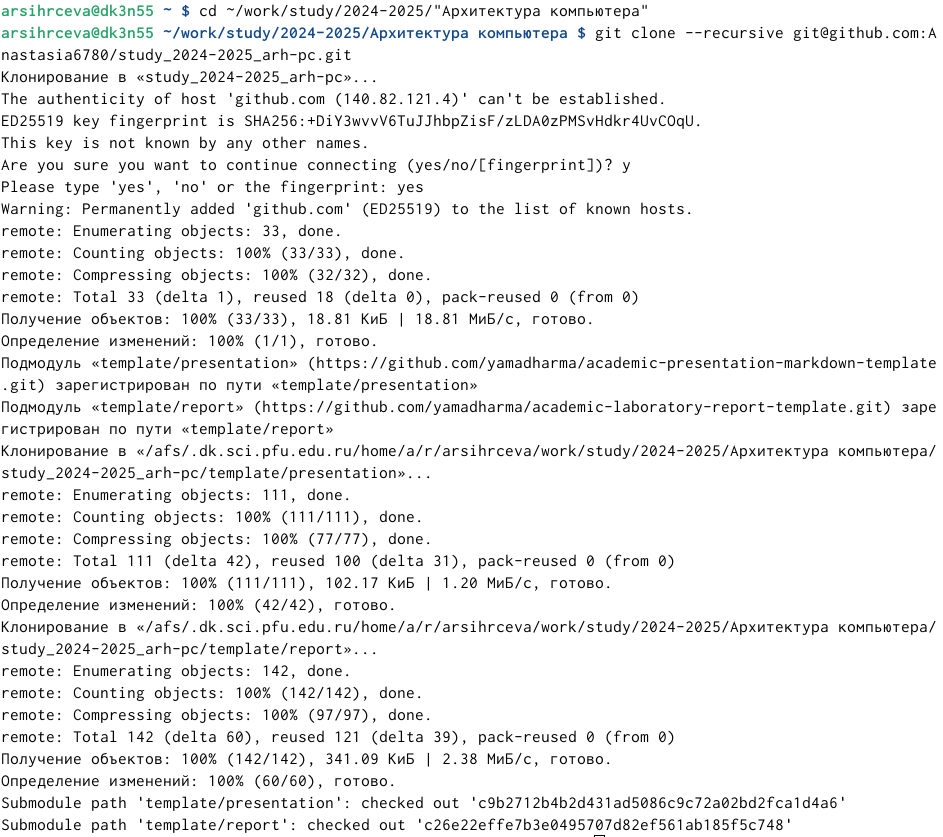 arsihrceva@dk3n55 ~ $ cd ~/work/study/2024-2025/"Архитектура компьютера"
arsihrceva@dk3n55 ~/work/study/2024-2025/Архитектура компьютера $ git clone --recursive git@github.com:A
nastasia6780/study_2024-2025_arh-pc.git
Клонирование в «study_2024-2025_arh-pc»...
The authenticity of host 'github.com (140.82.121.4)' can't be established.
ED25519 key fingerprint is SHA256:+DiY3wvvV6TuJJhbpZisF/zLDA0zPMSvHdkr4UvCOqU.
This key is not known by any other names.
Are you sure you want to continue connecting (yes/no/[fingerprint])? y
Please type 'yes', 'no' or the fingerprint: yes
Warning: Permanently added 'github.com' (ED25519) to the list of known hosts.
remote: Enumerating objects: 33, done.
remote: Counting objects: 100% (33/33), done.
remote: Compressing objects: 100% (32/32), done.
remote: Total 33 (delta 1), reused 18 (delta 0), pack-reused 0 (from 0)
Получение объектов: 100% (33/33), 18.81 КиБ | 18.81 МиБ/с, готово.
Определение изменений: 100% (1/1), готово.
Подмодуль «template/presentation» (https://github.com/yamadharma/academic-presentation-markdown-template
.git) зарегистрирован по пути «template/presentation»
Подмодуль «template/report» (https://github.com/yamadharma/academic-laboratory-report-template.git) заре
гистрирован по пути «template/report»
Клонирование в «/afs/.dk.sci.pfu.edu.ru/home/a/r/arsihrceva/work/study/2024-2025/Архитектура компьютера/
study_2024-2025_arh-pc/template/presentation»...
remote: Enumerating objects: 111, done.
remote: Counting objects: 100% (111/111), done.
remote: Compressing objects: 100% (77/77), done.
remote: Total 111 (delta 42), reused 100 (delta 31), pack-reused 0 (from 0)
Получение объектов: 100% (111/111), 102.17 КиБ | 1.20 МиБ/с, готово.
Определение изменений: 100% (42/42), готово.
Клонирование в «/afs/.dk.sci.pfu.edu.ru/home/a/r/arsihrceva/work/study/2024-2025/Архитектура компьютера/
study_2024-2025_arh-pc/template/report»...
remote: Enumerating objects: 142, done.
remote: Counting objects: 100% (142/142), done.
remote: Compressing objects: 100% (97/97), done.
remote: Total 142 (delta 60), reused 121 (delta 39), pack-reused 0 (from 0)
Получение объектов: 100% (142/142), 341.09 КиБ | 2.38 МиБ/с, готово.
Определение изменений: 100% (60/60), готово.
Submodule path 'template/presentation': checked out 'c9b2712b4b2d431ad5086c9c72a02bd2fca1d4a6'
Submodule path 'template/report': checked out 'c26e22effe7b3e0495707d82ef561ab185f5c748'